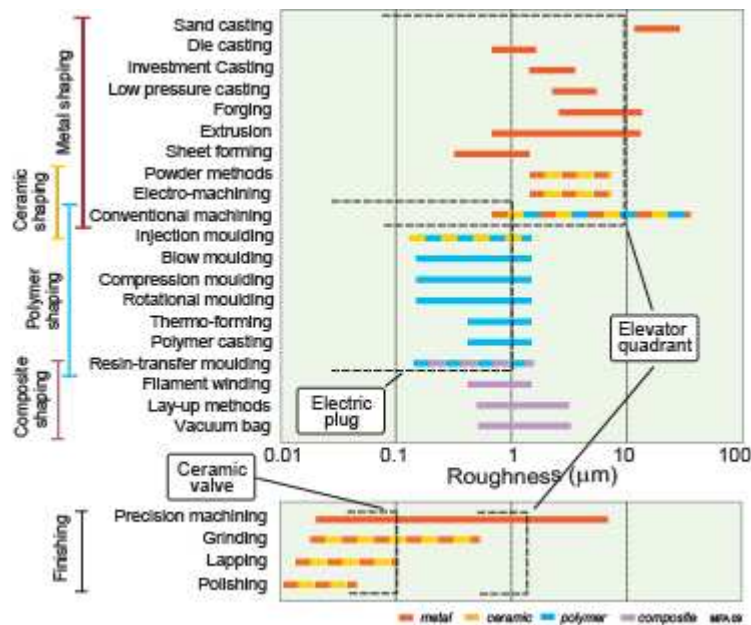 Metal shaping
Ceramic
shaping
Polymer
shaping
Composite
shaping
Sand casting
Die casting
Investment Casting
Low pressure casting
Forging
Extrusion
Sheet forming
Powder methods
Electro-machining
Conventional machining
Injection moulding
Blow moulding
Compression moulding
Rotational moulding
Thermo-forming
Polymer casting
Resin-transfer moulding
Filament winding
Lay-up methods
Vacuum bag
Elevator
quadrant
Electric
plug
0.01 0.1 1 10 100
Roughness (μm)
Ceramic
valve
Finishing
Precision machining
Grinding
Lapping
Polishing
metal ceramic polymer composite MFA 09